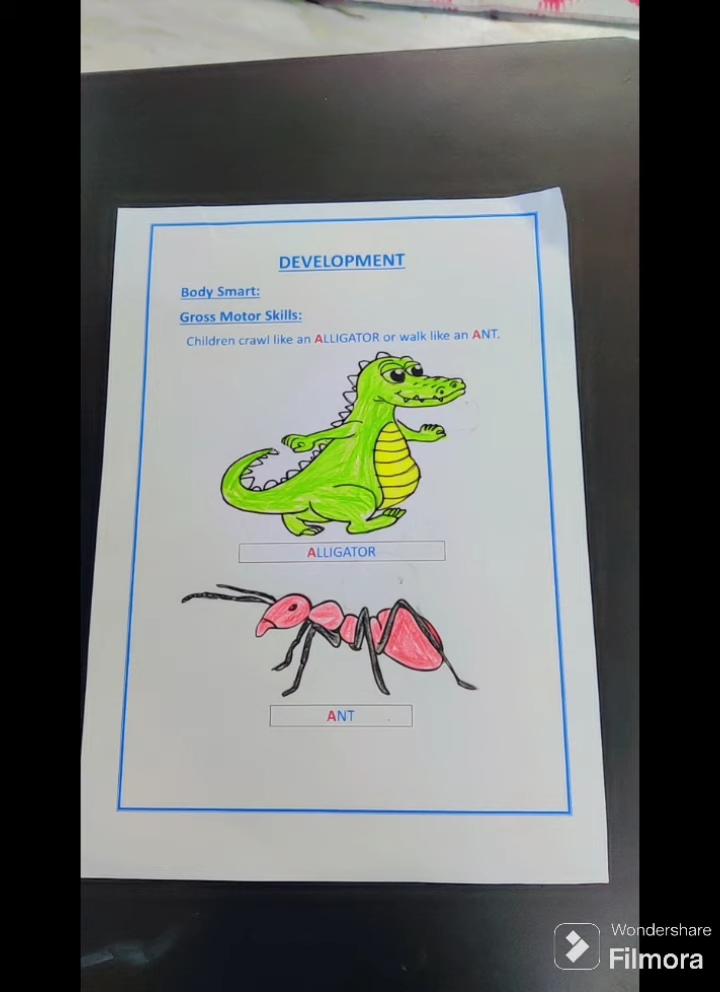 DEVELOPMENT
Body Smart:
Gross Motor Skills:
Children crawl like an ALLIGATOR or walk like an ANT.
ALLIGATOR
ANT
Wondershare
Filmora